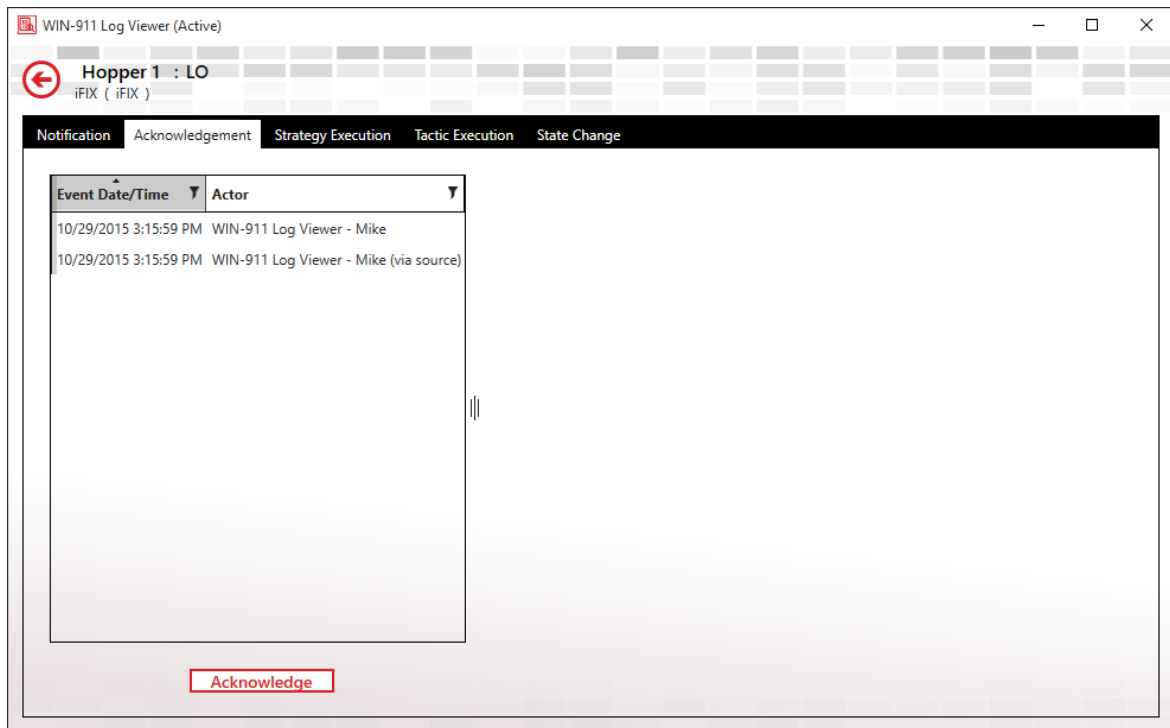 WIN-911 Log Viewer (Active)
Hopper 1 : LO
iFIX ( iFIX )
Notification Acknowledgement Strategy Execution Tactic Execution State Change
Event Date/Time Actor
10/29/2015 3:15:59 PM WIN-911 Log Viewer - Mike
10/29/2015 3:15:59 PM WIN-911 Log Viewer - Mike (via source)
Acknowledge